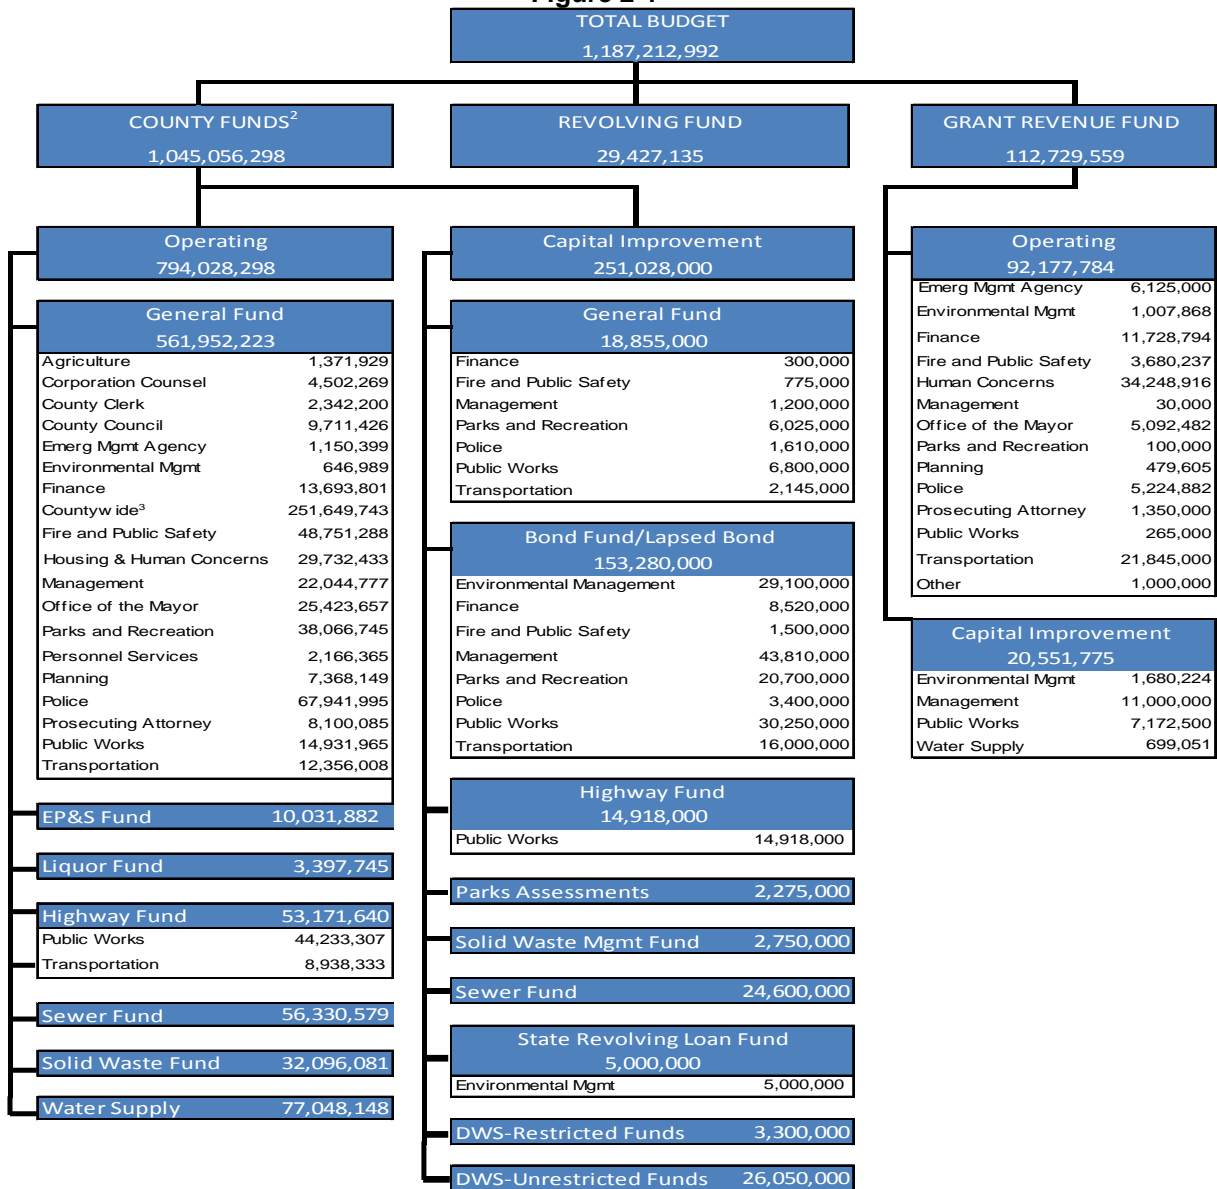 Figure 2-1
TOTAL BUDGET
1,187,212,992
COUNTY FUNDS²
1,045,056,298
REVOLVING FUND
29,427,135
GRANT REVENUE FUND
112,729,559
Operating
794,028,298
General Fund
561,952,223
Agriculture 1,371,929
Corporation Counsel 4,502,269
County Clerk 2,342,200
County Council 9,711,426
Emerg Mgmt Agency 1,150,399
Environmental Mgmt 646,989
Finance 13,693,801
Countyw ide³ 251,649,743
Fire and Public Safety 48,751,288
Housing & Human Concerns 29,732,433
Management 22,044,777
Office of the Mayor 25,423,657
Parks and Recreation 38,066,745
Personnel Services 2,166,365
Planning 7,368,149
Police 67,941,995
Prosecuting Attorney 8,100,085
Public Works 14,931,965
Transportation 12,356,008
EP&S Fund 10,031,882
Liquor Fund 3,397,745
Highway Fund 53,171,640
Public Works 44,233,307
Transportation 8,938,333
Sewer Fund 56,330,579
Solid Waste Fund 32,096,081
Water Supply 77,048,148
Capital Improvement
251,028,000
General Fund
18,855,000
Finance 300,000
Fire and Public Safety 775,000
Management 1,200,000
Parks and Recreation 6,025,000
Police 1,610,000
Public Works 6,800,000
Transportation 2,145,000
Bond Fund/Lapsed Bond
153,280,000
Environmental Management 29,100,000
Finance 8,520,000
Fire and Public Safety 1,500,000
Management 43,810,000
Parks and Recreation 20,700,000
Police 3,400,000
Public Works 30,250,000
Transportation 16,000,000
Highway Fund
14,918,000
Public Works 14,918,000
Parks Assessments 2,275,000
Solid Waste Mgmt Fund 2,750,000
Sewer Fund 24,600,000
State Revolving Loan Fund
5,000,000
Environmental Mgmt 5,000,000
DWS-Restricted Funds 3,300,000
DWS-Unrestricted Funds 26,050,000
Operating
92,177,784
Emerg Mgmt Agency 6,125,000
Environmental Mgmt 1,007,868
Finance 11,728,794
Fire and Public Safety 3,680,237
Human Concerns 34,248,916
Management 30,000
Office of the Mayor 5,092,482
Parks and Recreation 100,000
Planning 479,605
Police 5,224,882
Prosecuting Attorney 1,350,000
Public Works 265,000
Transportation 21,845,000
Other 1,000,000
Capital Improvement
20,551,775
Environmental Mgmt 1,680,224
Management 11,000,000
Public Works 7,172,500
Water Supply 699,051